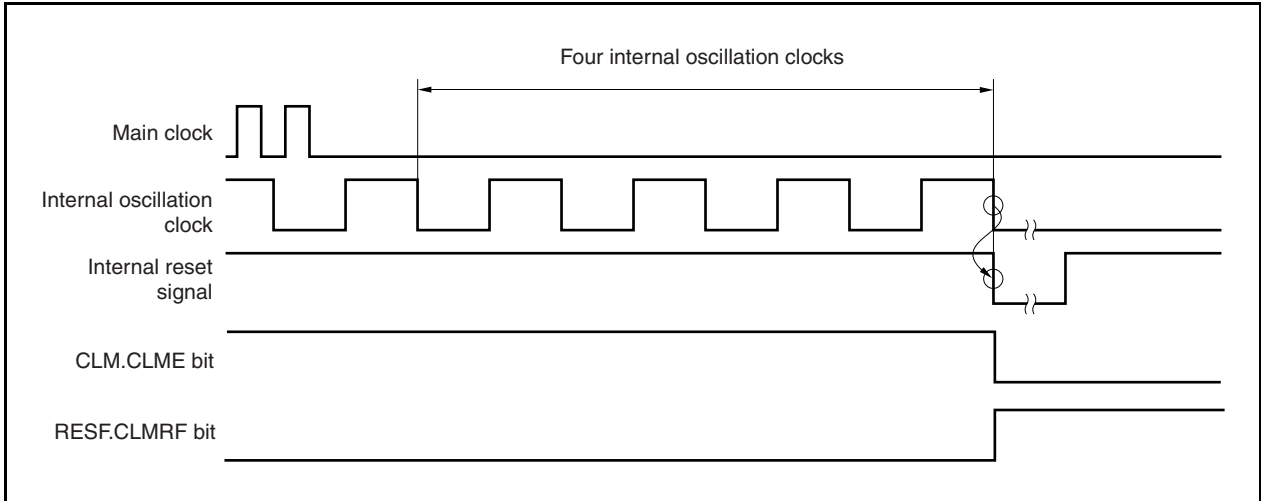 Four internal oscillation clocks
Main clock
Internal oscillation
clock
Internal reset
signal
CLM.CLME bit
RESF.CLMRF bit